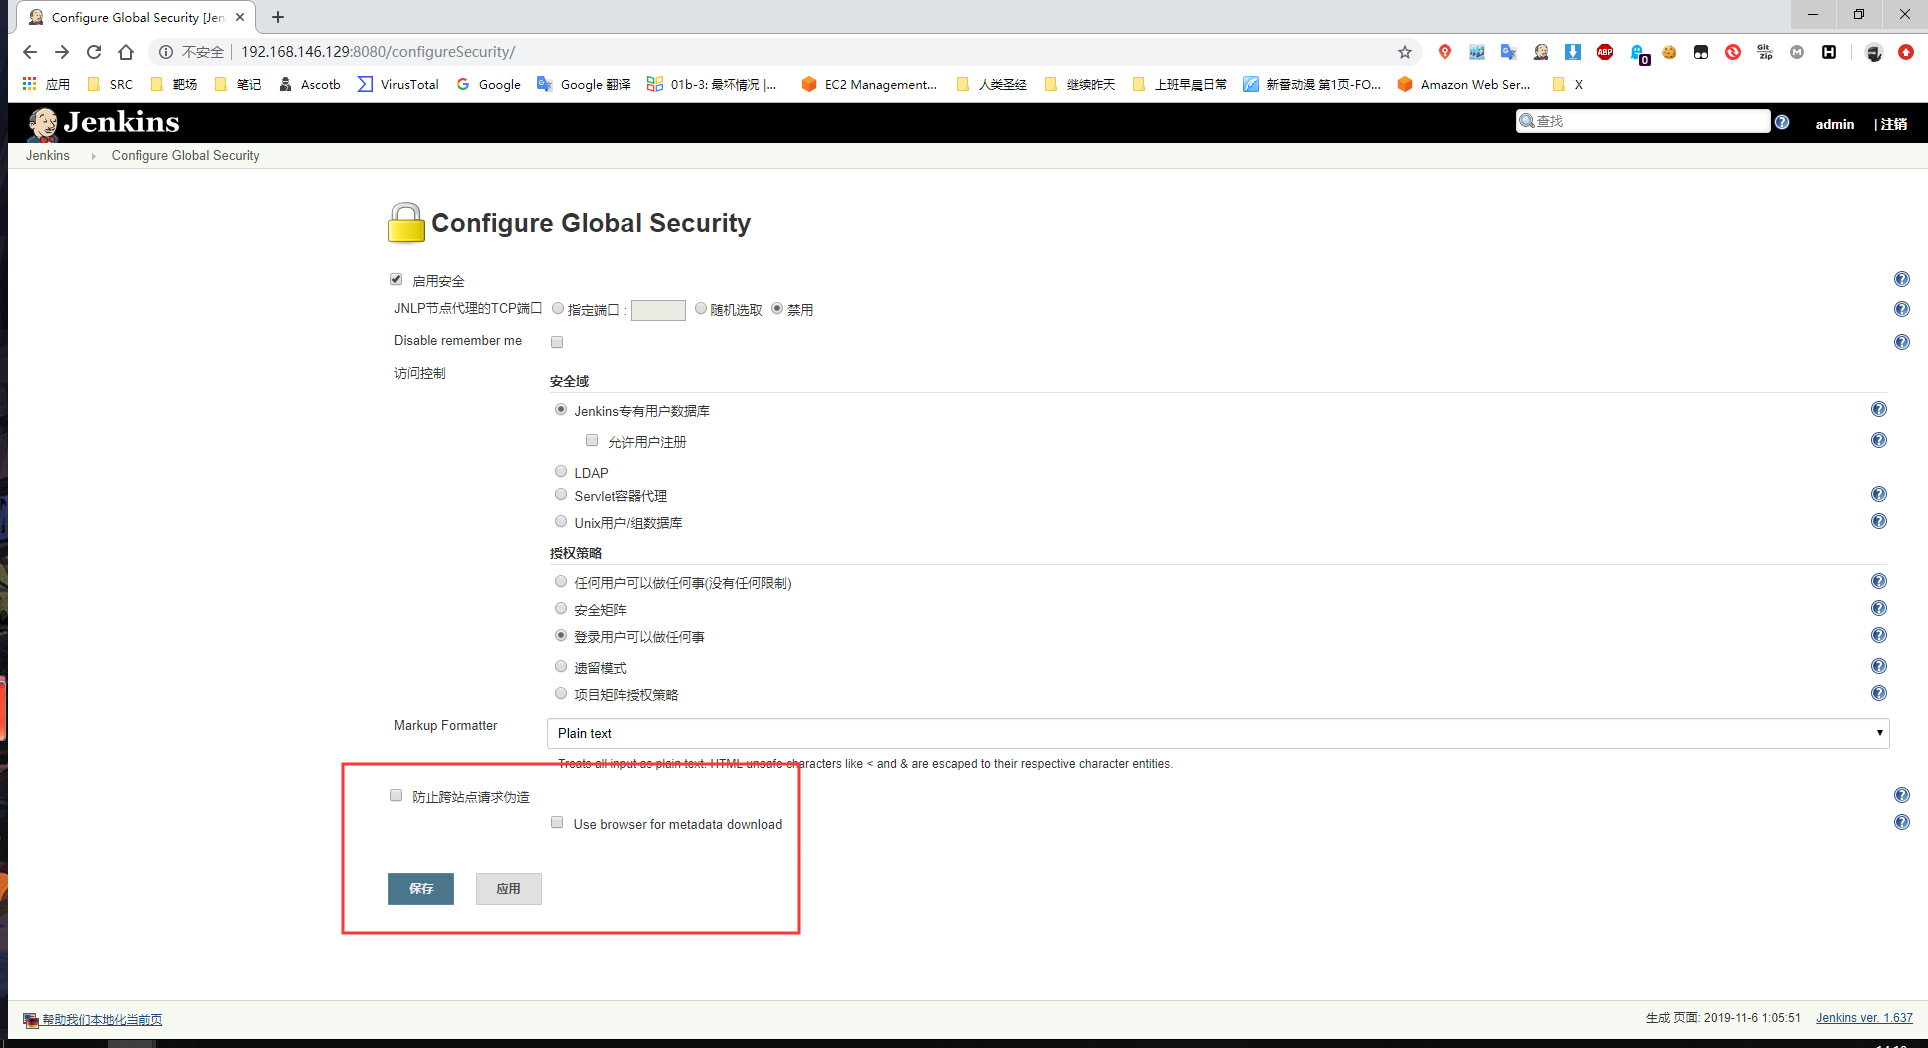 Configure Global Security [Jen
不安全 192.168.146.129:8080/configureSecurity/
ABP 0 Git zip M H
应用 SRC 靶场 笔记 Ascotb VirusTotal Google Google 翻译 01b-3: 最坏情况 |... EC2 Management... 人类圣经 继续昨天 上班早晨日常 新番动漫 第1页-FO... Amazon Web Ser... X
Jenkins 查找 admin | 注销
Jenkins Configure Global Security
Configure Global Security
启用安全
JNLP节点代理的TCP端口 指定端口 : 随机选取 禁用
Disable remember me
访问控制
安全域
Jenkins专有用户数据库
允许用户注册
LDAP
Servlet容器代理
Unix用户/组数据库
授权策略
任何用户可以做任何事(没有任何限制)
安全矩阵
登录用户可以做任何事
遗留模式
项目矩阵授权策略
Markup Formatter Plain text
Treats all input as plain text. HTML unsafe characters like < and & are escaped to their respective character entities.
防止跨站点请求伪造
Use browser for metadata download
保存 应用
帮助我们本地化当前页 生成 页面: 2019-11-6 1:05:51 Jenkins ver. 1.637